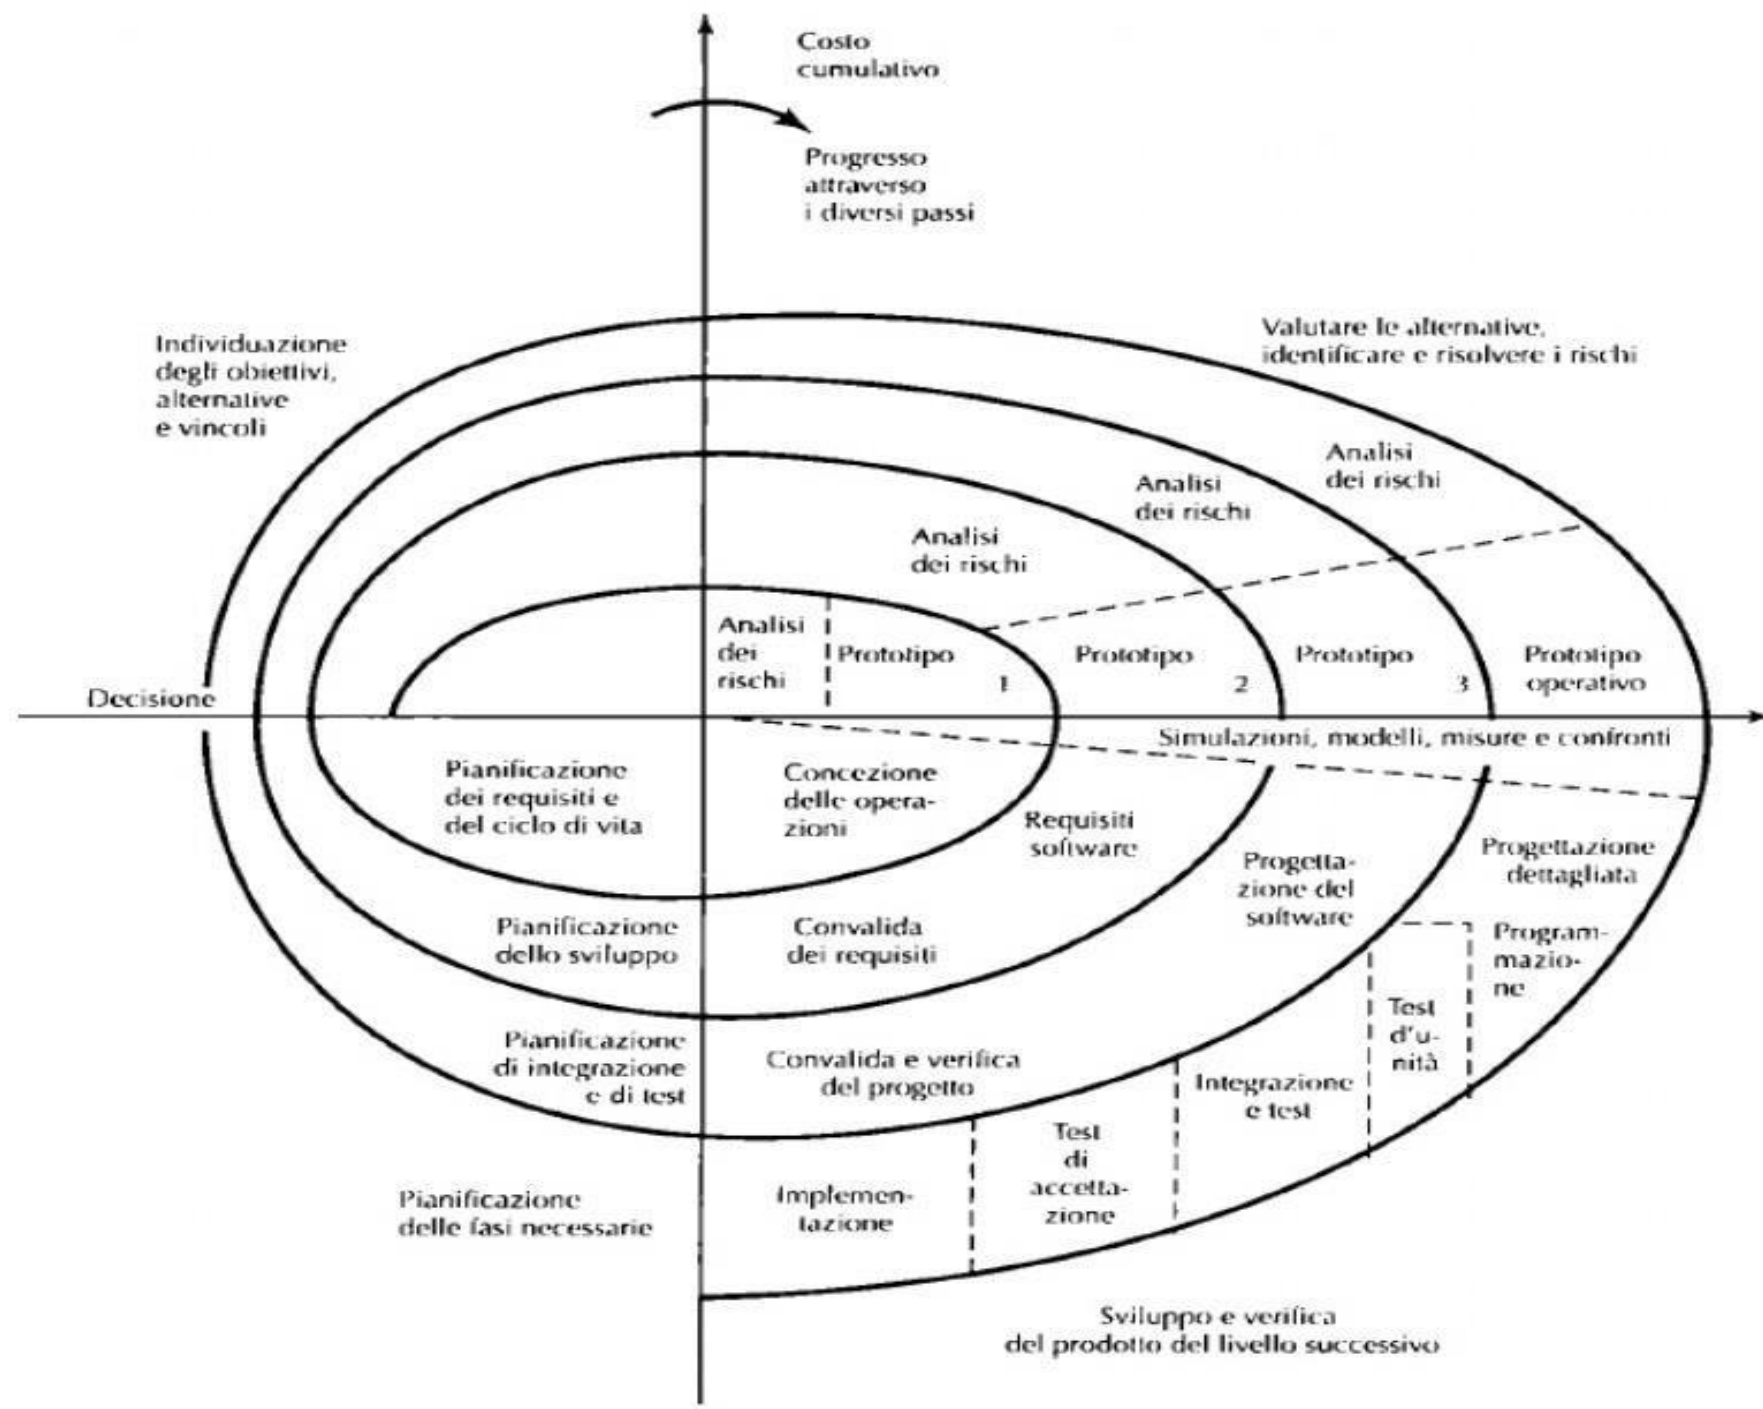 Costo
cumulativo
Progresso
attraverso
i diversi passi
Individuazione
degli obiettivi,
alternative
e vincoli
Valutare le alternative,
identificare e risolvere i rischi
Analisi
dei rischi
Analisi
dei rischi
Analisi
dei rischi
Analisi
dei
rischi
Prototipo
1
Prototipo
2
Prototipo
3
Prototipo
operativo
Decisione
Simulazioni, modelli, misure e confronti
Pianificazione
dei requisiti e
del ciclo di vita
Concezione
delle opera-
zioni
Requisiti
software
Progetta-
zione del
software
Progettazione
dettagliata
Pianificazione
dello sviluppo
Convalida
dei requisiti
Program-
mazio-
ne
Test
d'u-
nità
Pianificazione
di integrazione
e di test
Convalida e verifica
del progetto
Integrazione
e test
Test
di
accetta-
zione
Implemen-
tazione
Pianificazione
delle fasi necessarie
Sviluppo e verifica
del prodotto del livello successivo